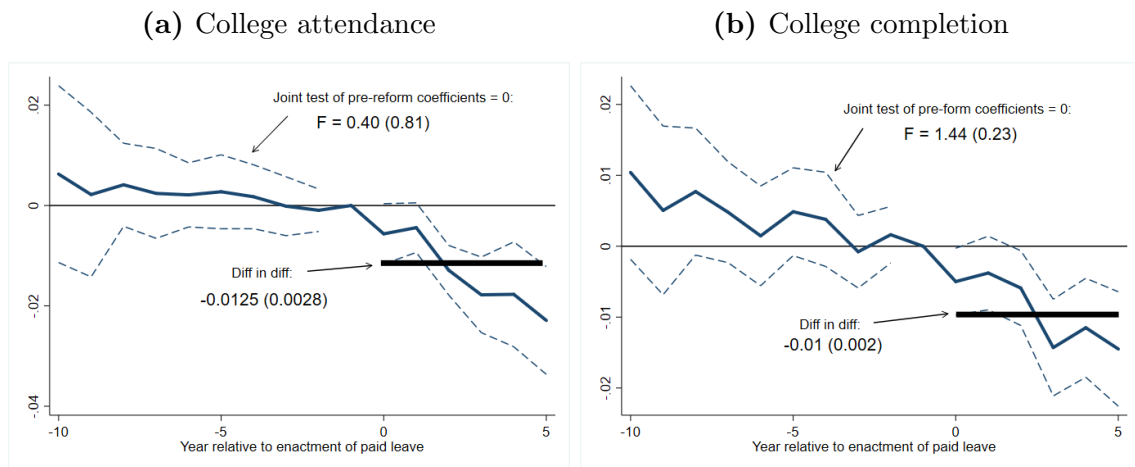 (a) College attendance
Joint test of pre-reform coefficients = 0:
F = 0.40 (0.81)
Diff in diff:
-0.0125 (0.0028)
.02
0
-.02
-.04
-10
-5
0
5
Year relative to enactment of paid leave
(b) College completion
Joint test of pre-form coefficients = 0:
F = 1.44 (0.23)
Diff in diff:
-0.01 (0.002)
.02
.01
0
-.01
-.02
-10
-5
0
5
Year relative to enactment of paid leave